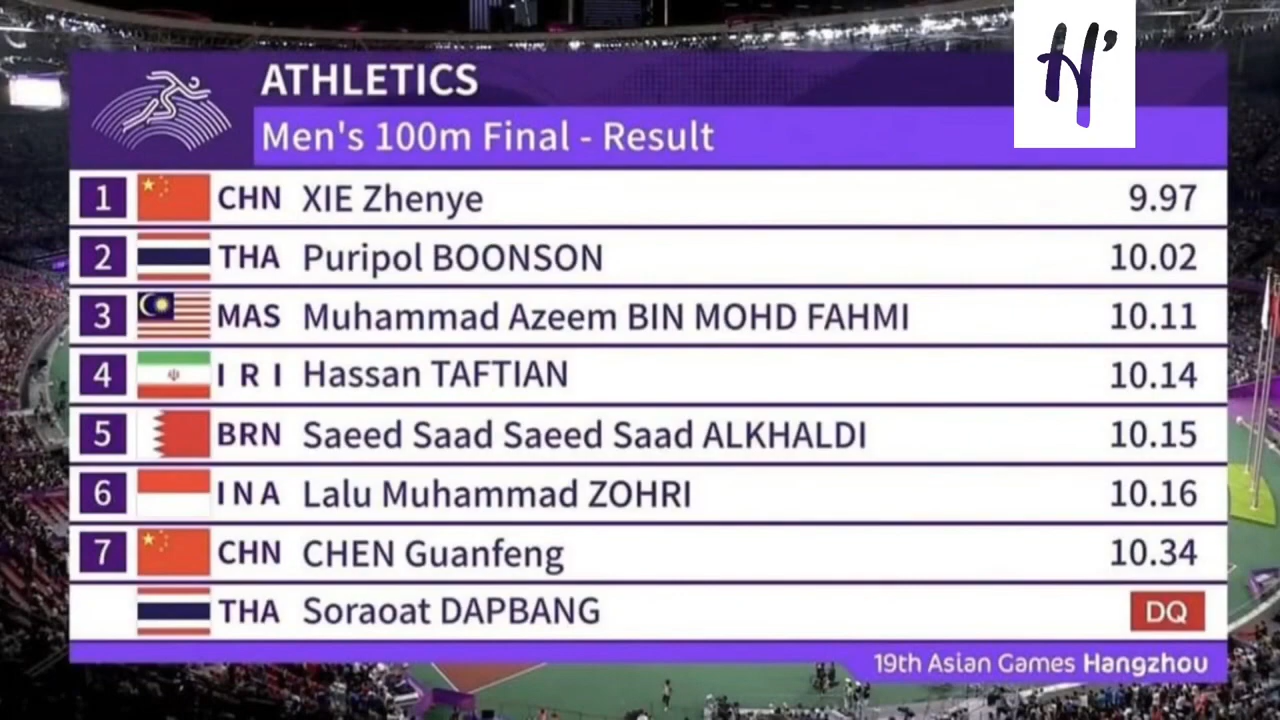 H'
ATHLETICS
Men's 100m Final - Result
1 CHN XIE Zhenye 9.97
2 THA Puripol BOONSON 10.02
3 MAS Muhammad Azeem BIN MOHD FAHMI 10.11
4 IRI Hassan TAFTIAN 10.14
5 BRN Saeed Saad Saeed Saad ALKHALDI 10.15
6 INA Lalu Muhammad ZOHRI 10.16
7 CHN CHEN Guanfeng 10.34
THA Soraoat DAPBANG DQ
19th Asian Games Hangzhou